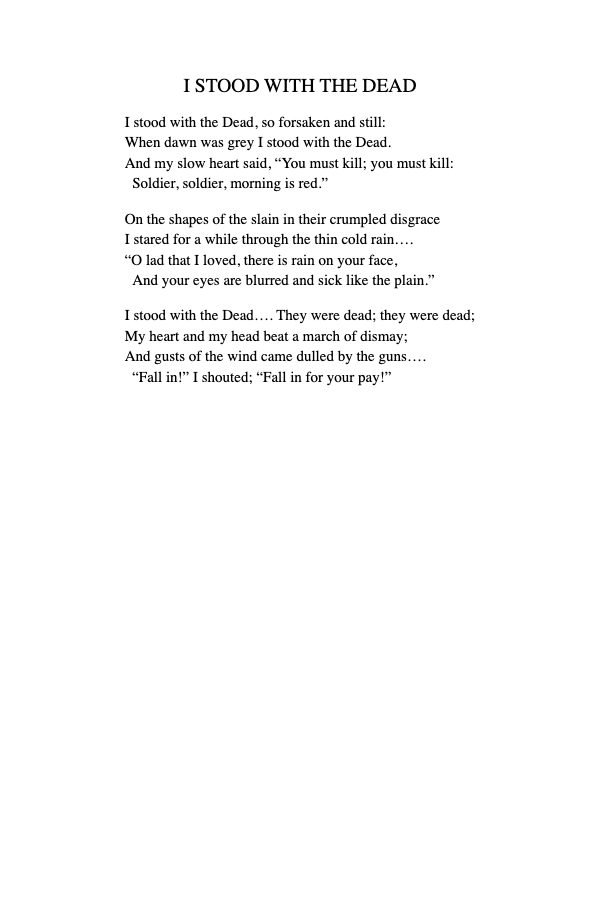 I STOOD WITH THE DEAD
I stood with the Dead, so forsaken and still:
When dawn was grey I stood with the Dead.
And my slow heart said, “You must kill; you must kill:
Soldier, soldier, morning is red.”
On the shapes of the slain in their crumpled disgrace
I stared for a while through the thin cold rain....
“O lad that I loved, there is rain on your face,
And your eyes are blurred and sick like the plain.”
I stood with the Dead.... They were dead; they were dead;
My heart and my head beat a march of dismay;
And gusts of the wind came dulled by the guns....
“Fall in!” I shouted; “Fall in for your pay!”